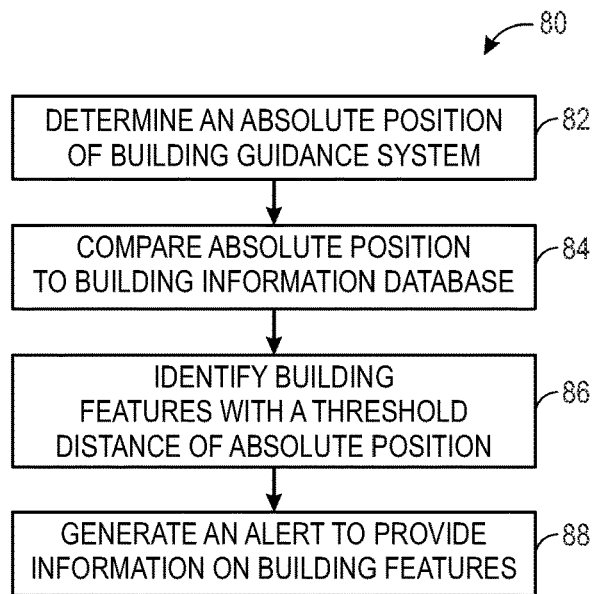 80
DETERMINE AN ABSOLUTE POSITION
OF BUILDING GUIDANCE SYSTEM
82
COMPARE ABSOLUTE POSITION
TO BUILDING INFORMATION DATABASE
84
IDENTIFY BUILDING
FEATURES WITH A THRESHOLD
DISTANCE OF ABSOLUTE POSITION
86
GENERATE AN ALERT TO PROVIDE
INFORMATION ON BUILDING FEATURES
88